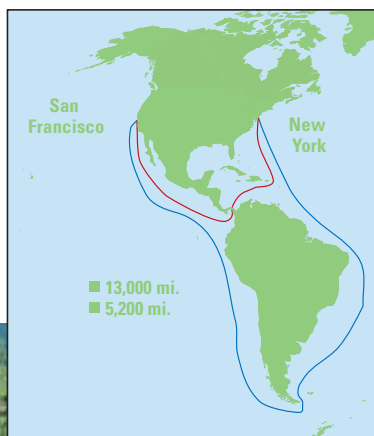 San
Francisco
New
York
13,000 mi.
5,200 mi.